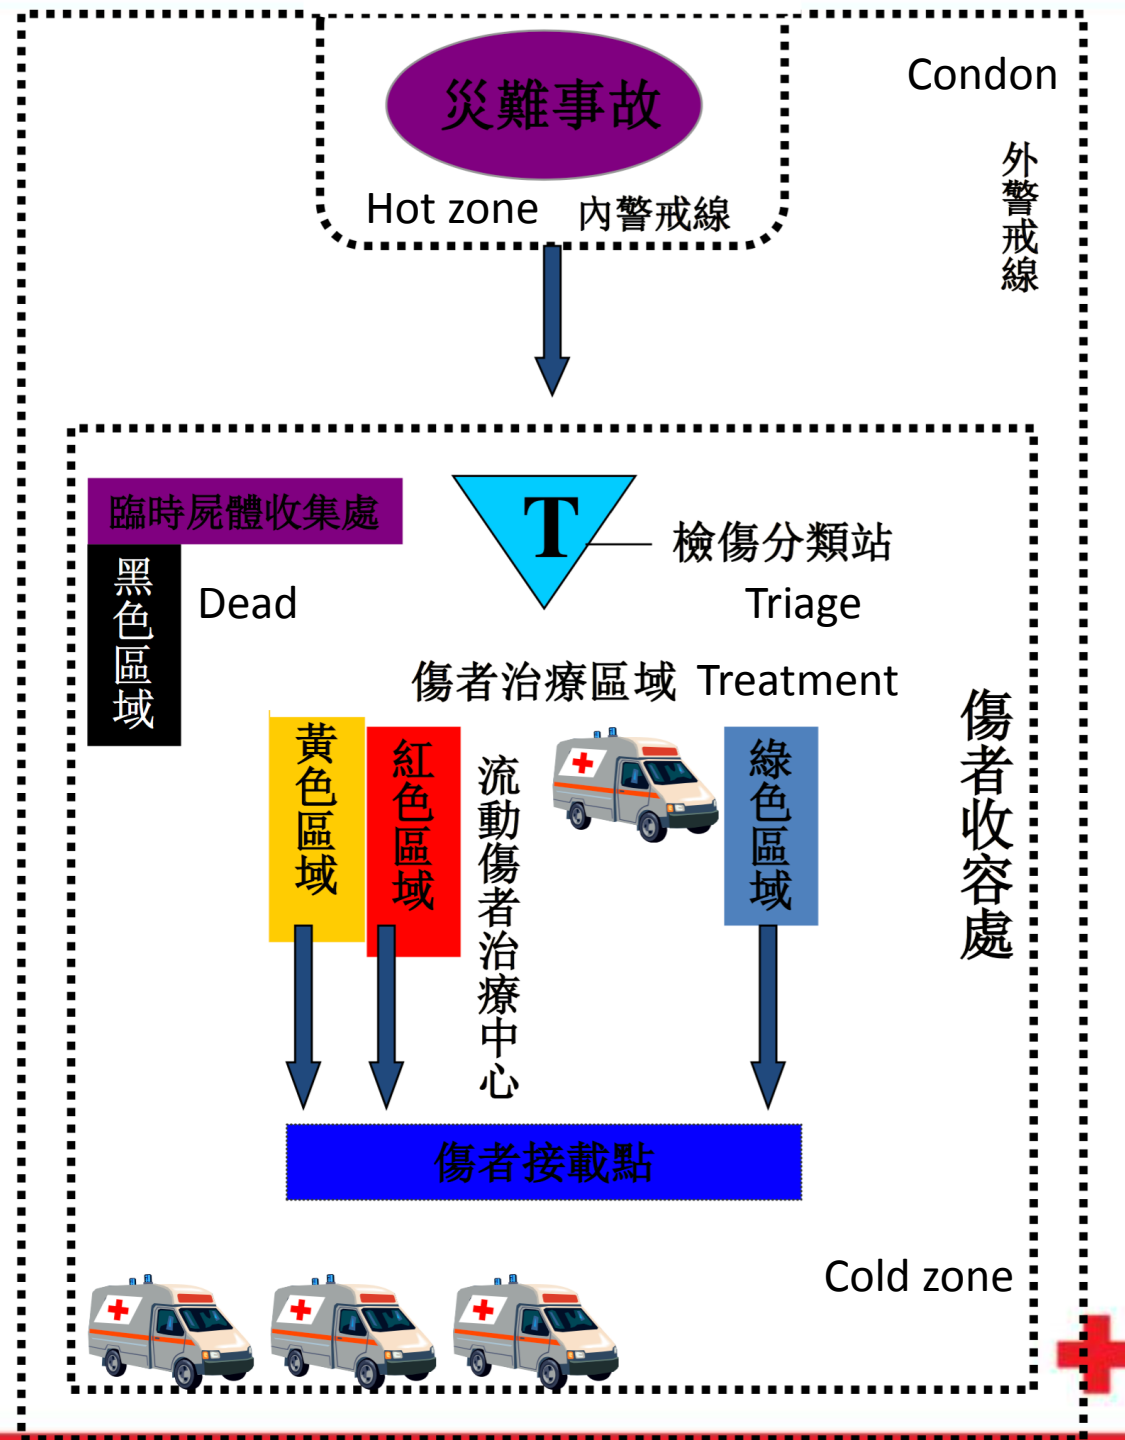 災難事故
Hot zone 內警戒線
Condon
外警戒線
臨時屍體收集處
黑色區域
Dead
T
檢傷分類站
Triage
傷者治療區域 Treatment
黃色區域
紅色區域
流動傷者治療中心
綠色區域
傷者收容處
傷者接載點
Cold zone